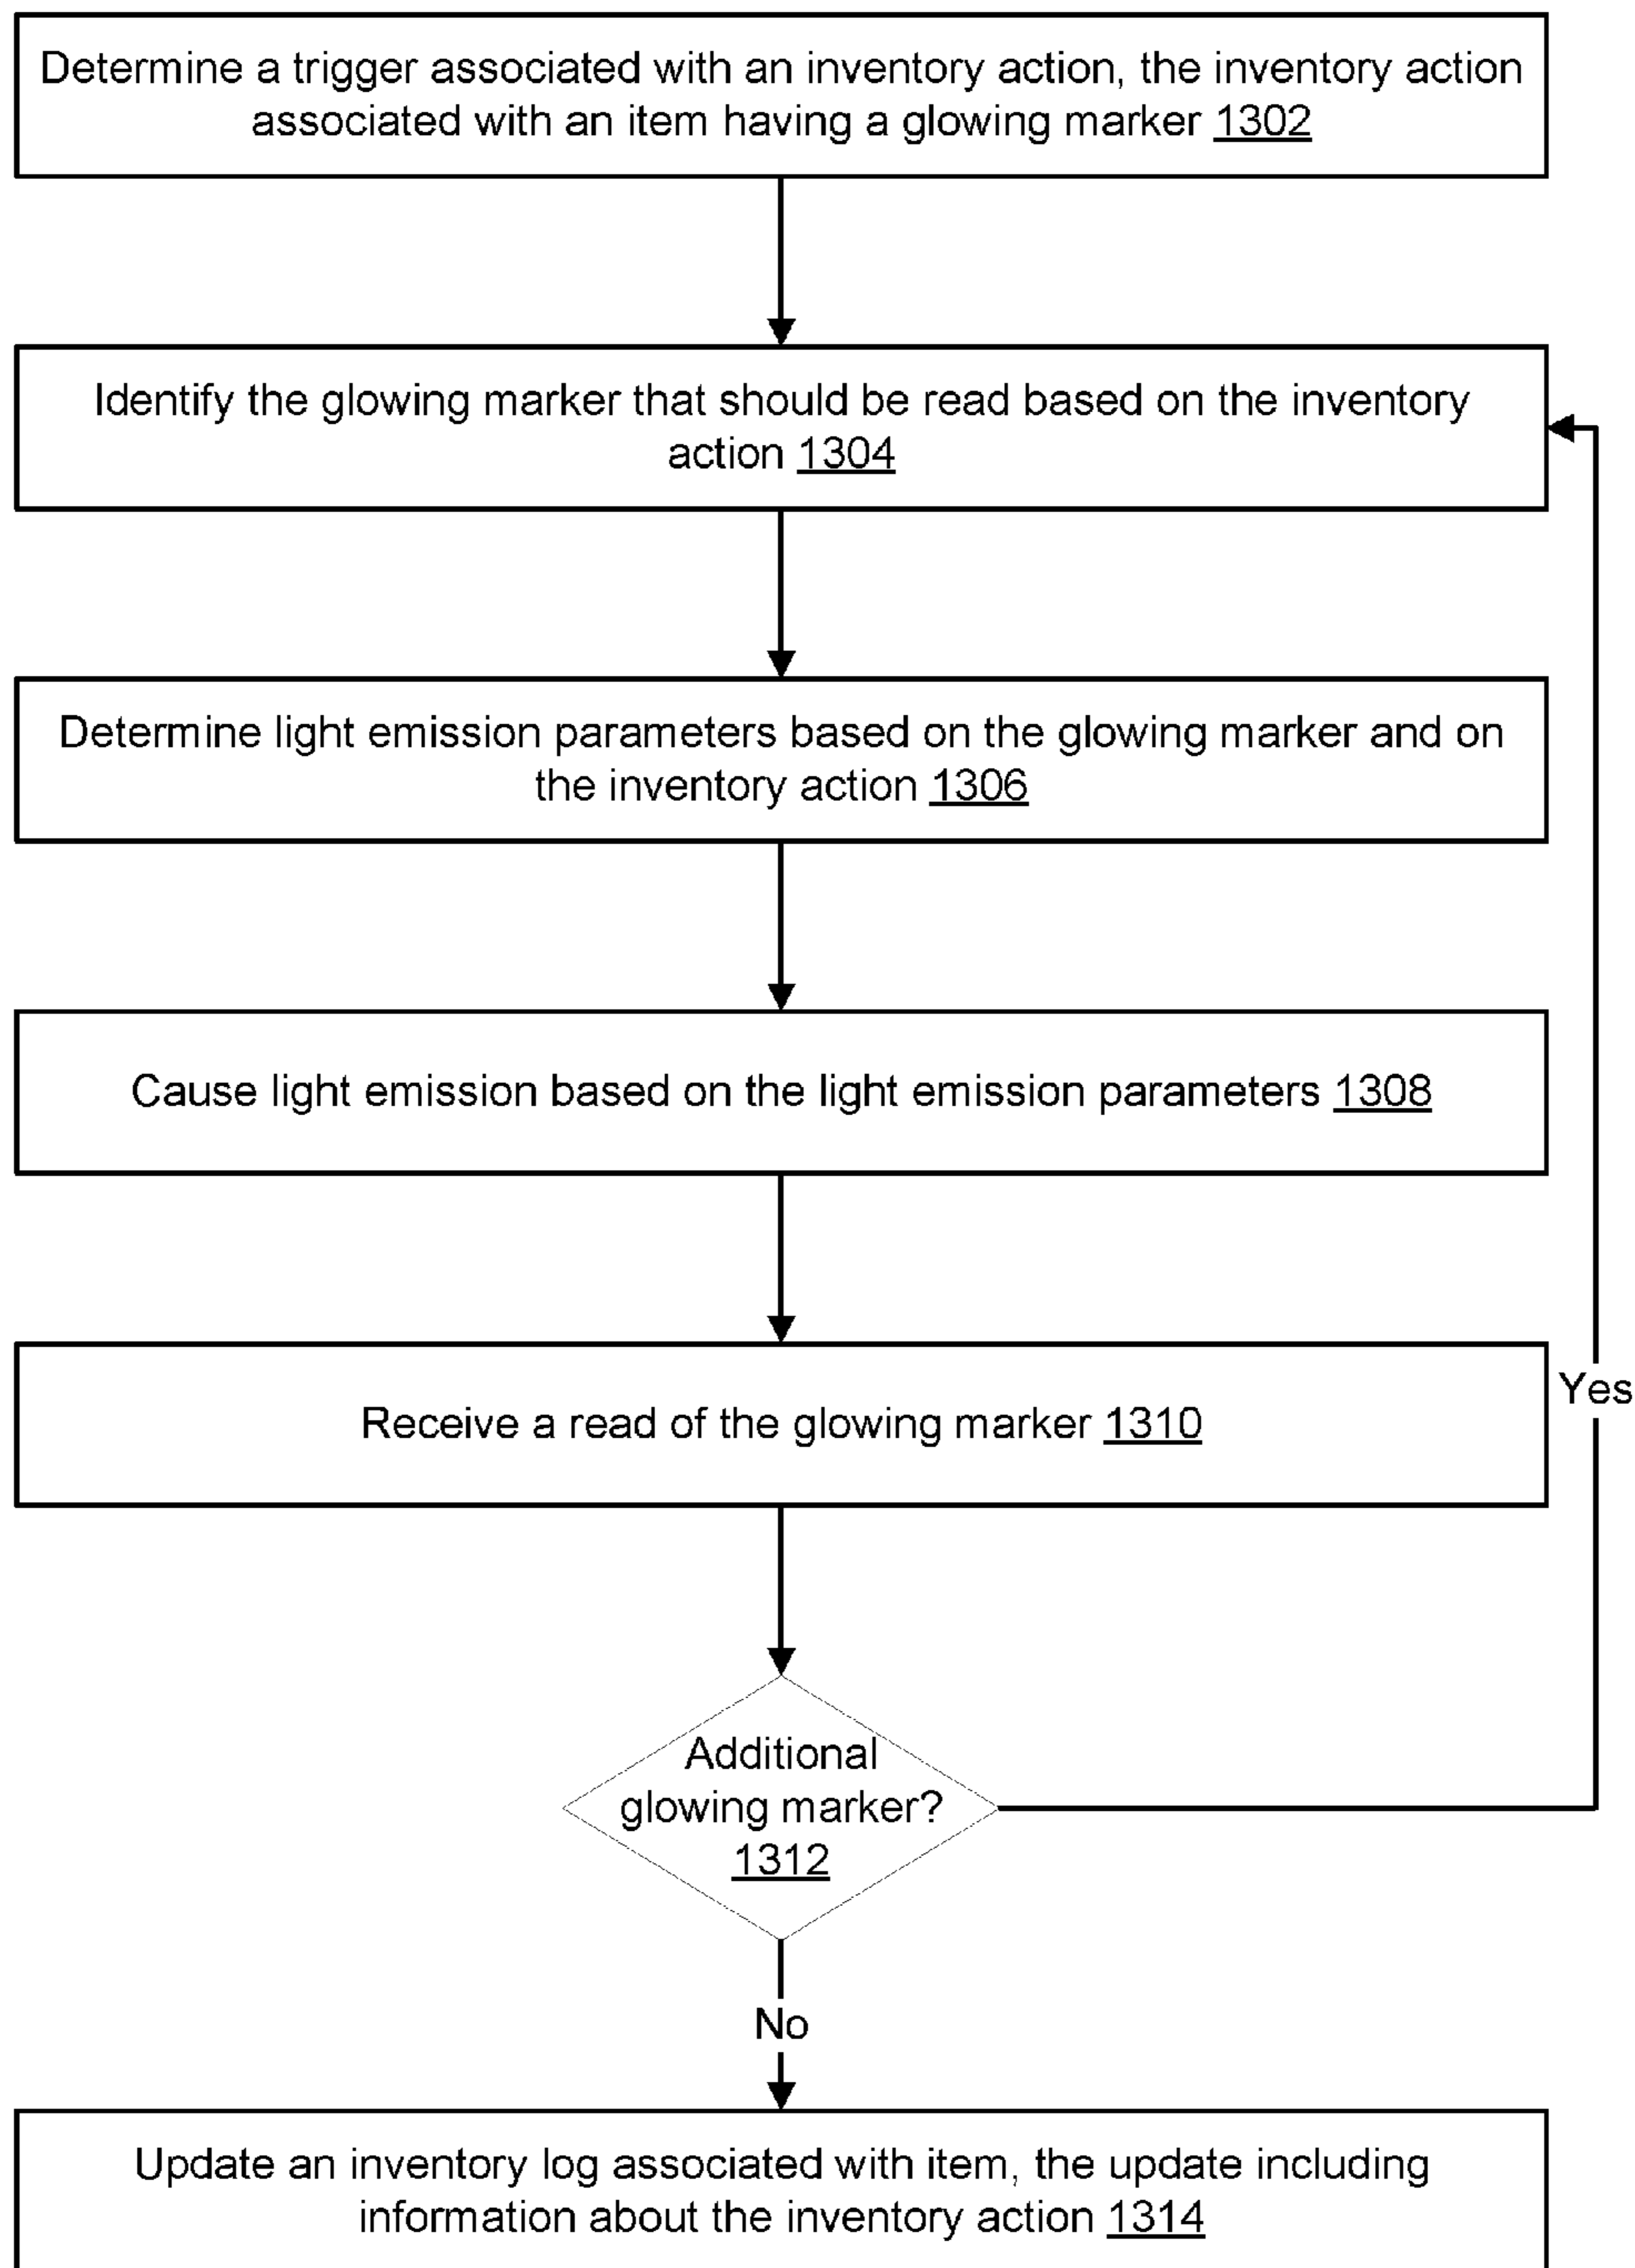 Determine a trigger associated with an inventory action, the inventory action
associated with an item having a glowing marker 1302
Identify the glowing marker that should be read based on the inventory
action 1304
Determine light emission parameters based on the glowing marker and on
the inventory action 1306
Cause light emission based on the light emission parameters 1308
Receive a read of the glowing marker 1310
Yes
Additional
glowing marker?
1312
No
Update an inventory log associated with item, the update including
information about the inventory action 1314